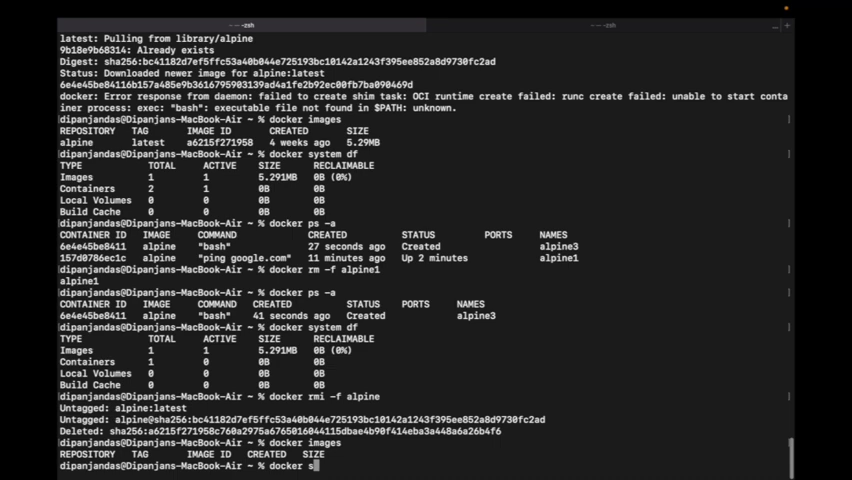 -- -- -zsh
-- -- -zsh
latest: Pulling from library/alpine
9b18e9b68314: Already exists
Digest: sha256:bc41182d7ef5ffc53a40b044e725193bc10142a1243f395ee852a8d9730fc2ad
Status: Downloaded newer image for alpine:latest
6e4e45be84116b157a485e9b3616795903139ad4a1fe2b92ec00fb7ba090469d
docker: Error response from daemon: failed to create shim task: OCI runtime create failed: runc create failed: unable to start conta
iner process: exec: "bash": executable file not found in $PATH: unknown.
dipanjandas@Dipanjans-MacBook-Air ~ % docker images
REPOSITORY TAG IMAGE ID CREATED SIZE
alpine latest a6215f271958 4 weeks ago 5.29MB
dipanjandas@Dipanjans-MacBook-Air ~ % docker system df
TYPE TOTAL ACTIVE SIZE RECLAIMABLE
Images 1 1 5.291MB 0B (0%)
Containers 2 1 0B 0B
Local Volumes 0 0 0B 0B
Build Cache 0 0 0B 0B
dipanjandas@Dipanjans-MacBook-Air ~ % docker ps -a
CONTAINER ID IMAGE COMMAND CREATED STATUS PORTS NAMES
6e4e45be8411 alpine "bash" 27 seconds ago Created alpine3
157d0786ec1c alpine "ping google.com" 11 minutes ago Up 2 minutes alpine1
dipanjandas@Dipanjans-MacBook-Air ~ % docker rm -f alpine1
alpine1
dipanjandas@Dipanjans-MacBook-Air ~ % docker ps -a
CONTAINER ID IMAGE COMMAND CREATED STATUS PORTS NAMES
6e4e45be8411 alpine "bash" 41 seconds ago Created alpine3
dipanjandas@Dipanjans-MacBook-Air ~ % docker system df
TYPE TOTAL ACTIVE SIZE RECLAIMABLE
Images 1 1 5.291MB 0B (0%)
Containers 1 0 0B 0B
Local Volumes 0 0 0B 0B
Build Cache 0 0 0B 0B
dipanjandas@Dipanjans-MacBook-Air ~ % docker rmi -f alpine
Untagged: alpine:latest
Untagged: alpine@sha256:bc41182d7ef5ffc53a40b044e725193bc10142a1243f395ee852a8d9730fc2ad
Deleted: sha256:a6215f271958c760a2975a6765016044115dbae4b90f414eba3a448a6a26b4f6
dipanjandas@Dipanjans-MacBook-Air ~ % docker images
REPOSITORY TAG IMAGE ID CREATED SIZE
dipanjandas@Dipanjans-MacBook-Air ~ % docker s